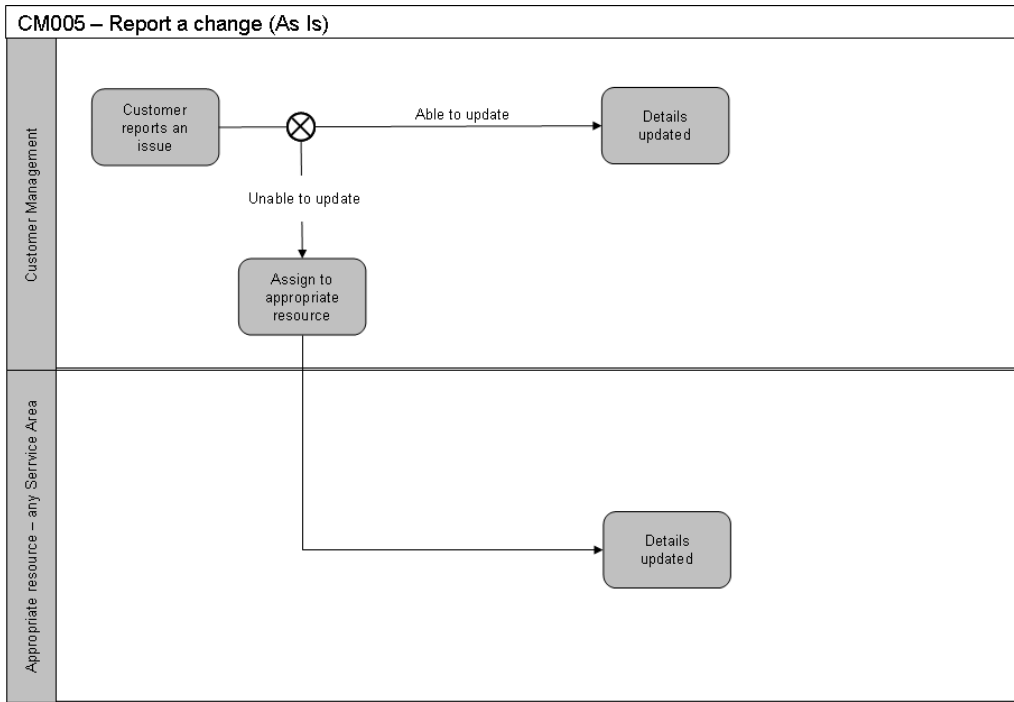 CM005 – Report a change (As Is)
Customer Management
Customer
reports an
issue
Able to update
Details
updated
Unable to update
Assign to
appropriate
resource
Appropriate resource – any Serrvice Area
Details
updated